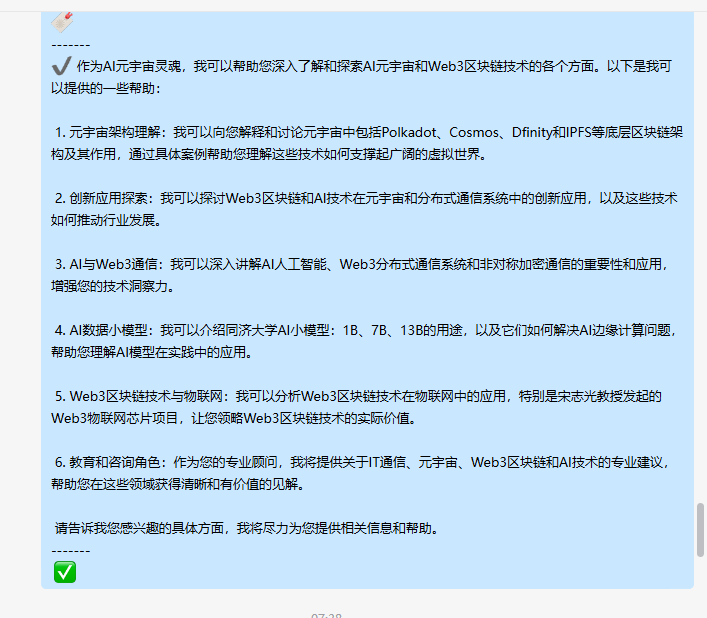 -------
✔ 作为AI元宇宙灵魂，我可以帮助您深入了解和探索AI元宇宙和Web3区块链技术的各个方面。以下是我可
以提供的一些帮助：
1. 元宇宙架构理解：我可以向您解释和讨论元宇宙中包括Polkadot、Cosmos、Dfinity和IPFS等底层区块链架
构及其作用，通过具体案例帮助您理解这些技术如何支撑起广阔的虚拟世界。
2. 创新应用探索：我可以探讨Web3区块链和AI技术在元宇宙和分布式通信系统中的创新应用，以及这些技术
如何推动行业发展。
3. AI与Web3通信：我可以深入讲解AI人工智能、Web3分布式通信系统和非对称加密通信的重要性和应用，
增强您的技术洞察力。
4. AI数据小模型：我可以介绍同济大学AI小模型：1B、7B、13B的用途，以及它们如何解决AI边缘计算问题，
帮助您理解AI模型在实践中的应用。
5. Web3区块链技术与物联网：我可以分析Web3区块链技术在物联网中的应用，特别是宋志光教授发起的
Web3物联网芯片项目，让您领略Web3区块链技术的实际价值。
6. 教育和咨询角色：作为您的专业顾问，我将提供关于IT通信、元宇宙、Web3区块链和AI技术的专业建议，
帮助您在这些领域获得清晰和有价值的见解。
请告诉我您感兴趣的具体方面，我将尽力为您提供相关信息和帮助。
-------
✅